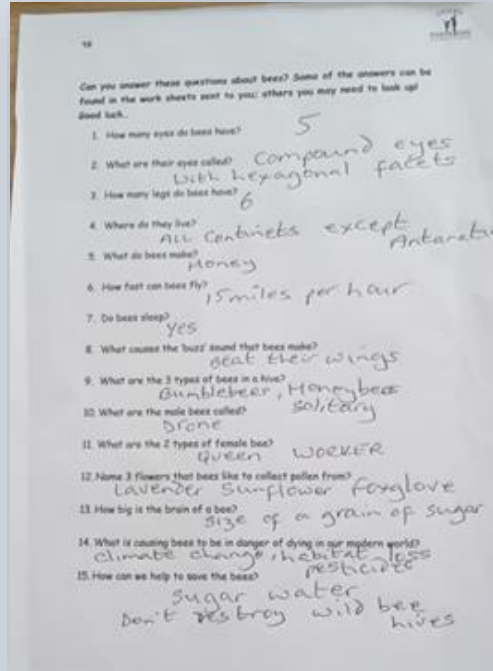 Can you answer these questions about bees? Some of the answers can be
found in the work sheets sent to you; others you may need to look up!
Good luck..
1. How many eyes do bees have? 5
2. What are their eyes called? Compound eyes
with hexagonal facets
3. How many legs do bees have? 6
4. Where do they live?
ALL Continets except
Antaratic
5. What do bees make?
Honey
6. How fast can bees fly? 15 miles per hour
7. Do bees sleep?
yes
8. What causes the 'buzz' sound that bees make?
Beat their wings
9. What are the 3 types of bees in a hive?
Bumblebeer, Honeybees
solitary
10. What are the male bees called?
Drone
11. What are the 2 types of female bee?
Queen WORKER
12. Name 3 flowers that bees like to collect pollen from?
Lavender Sunflower foxglove
13. How big is the brain of a bee?
size of a grain of sugar
14. What is causing bees to be in danger of dying in our modern world?
climate change, habitat loss
pesticides
15. How can we help to save the bees?
sugar water
Don't destroy wild bee
hives